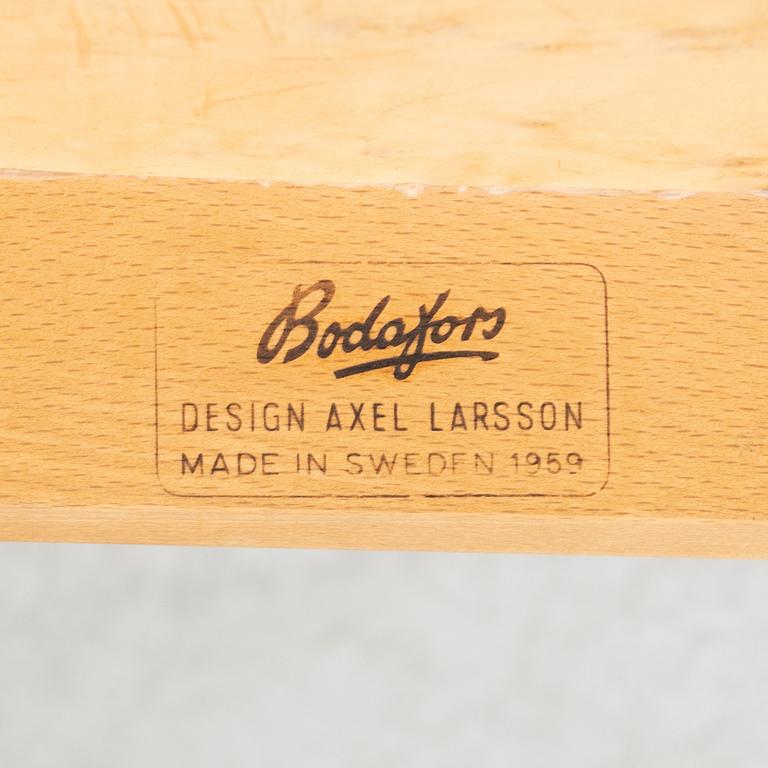 Bodafors
DESIGN AXEL LARSSON
MADE IN SWEDEN 1959